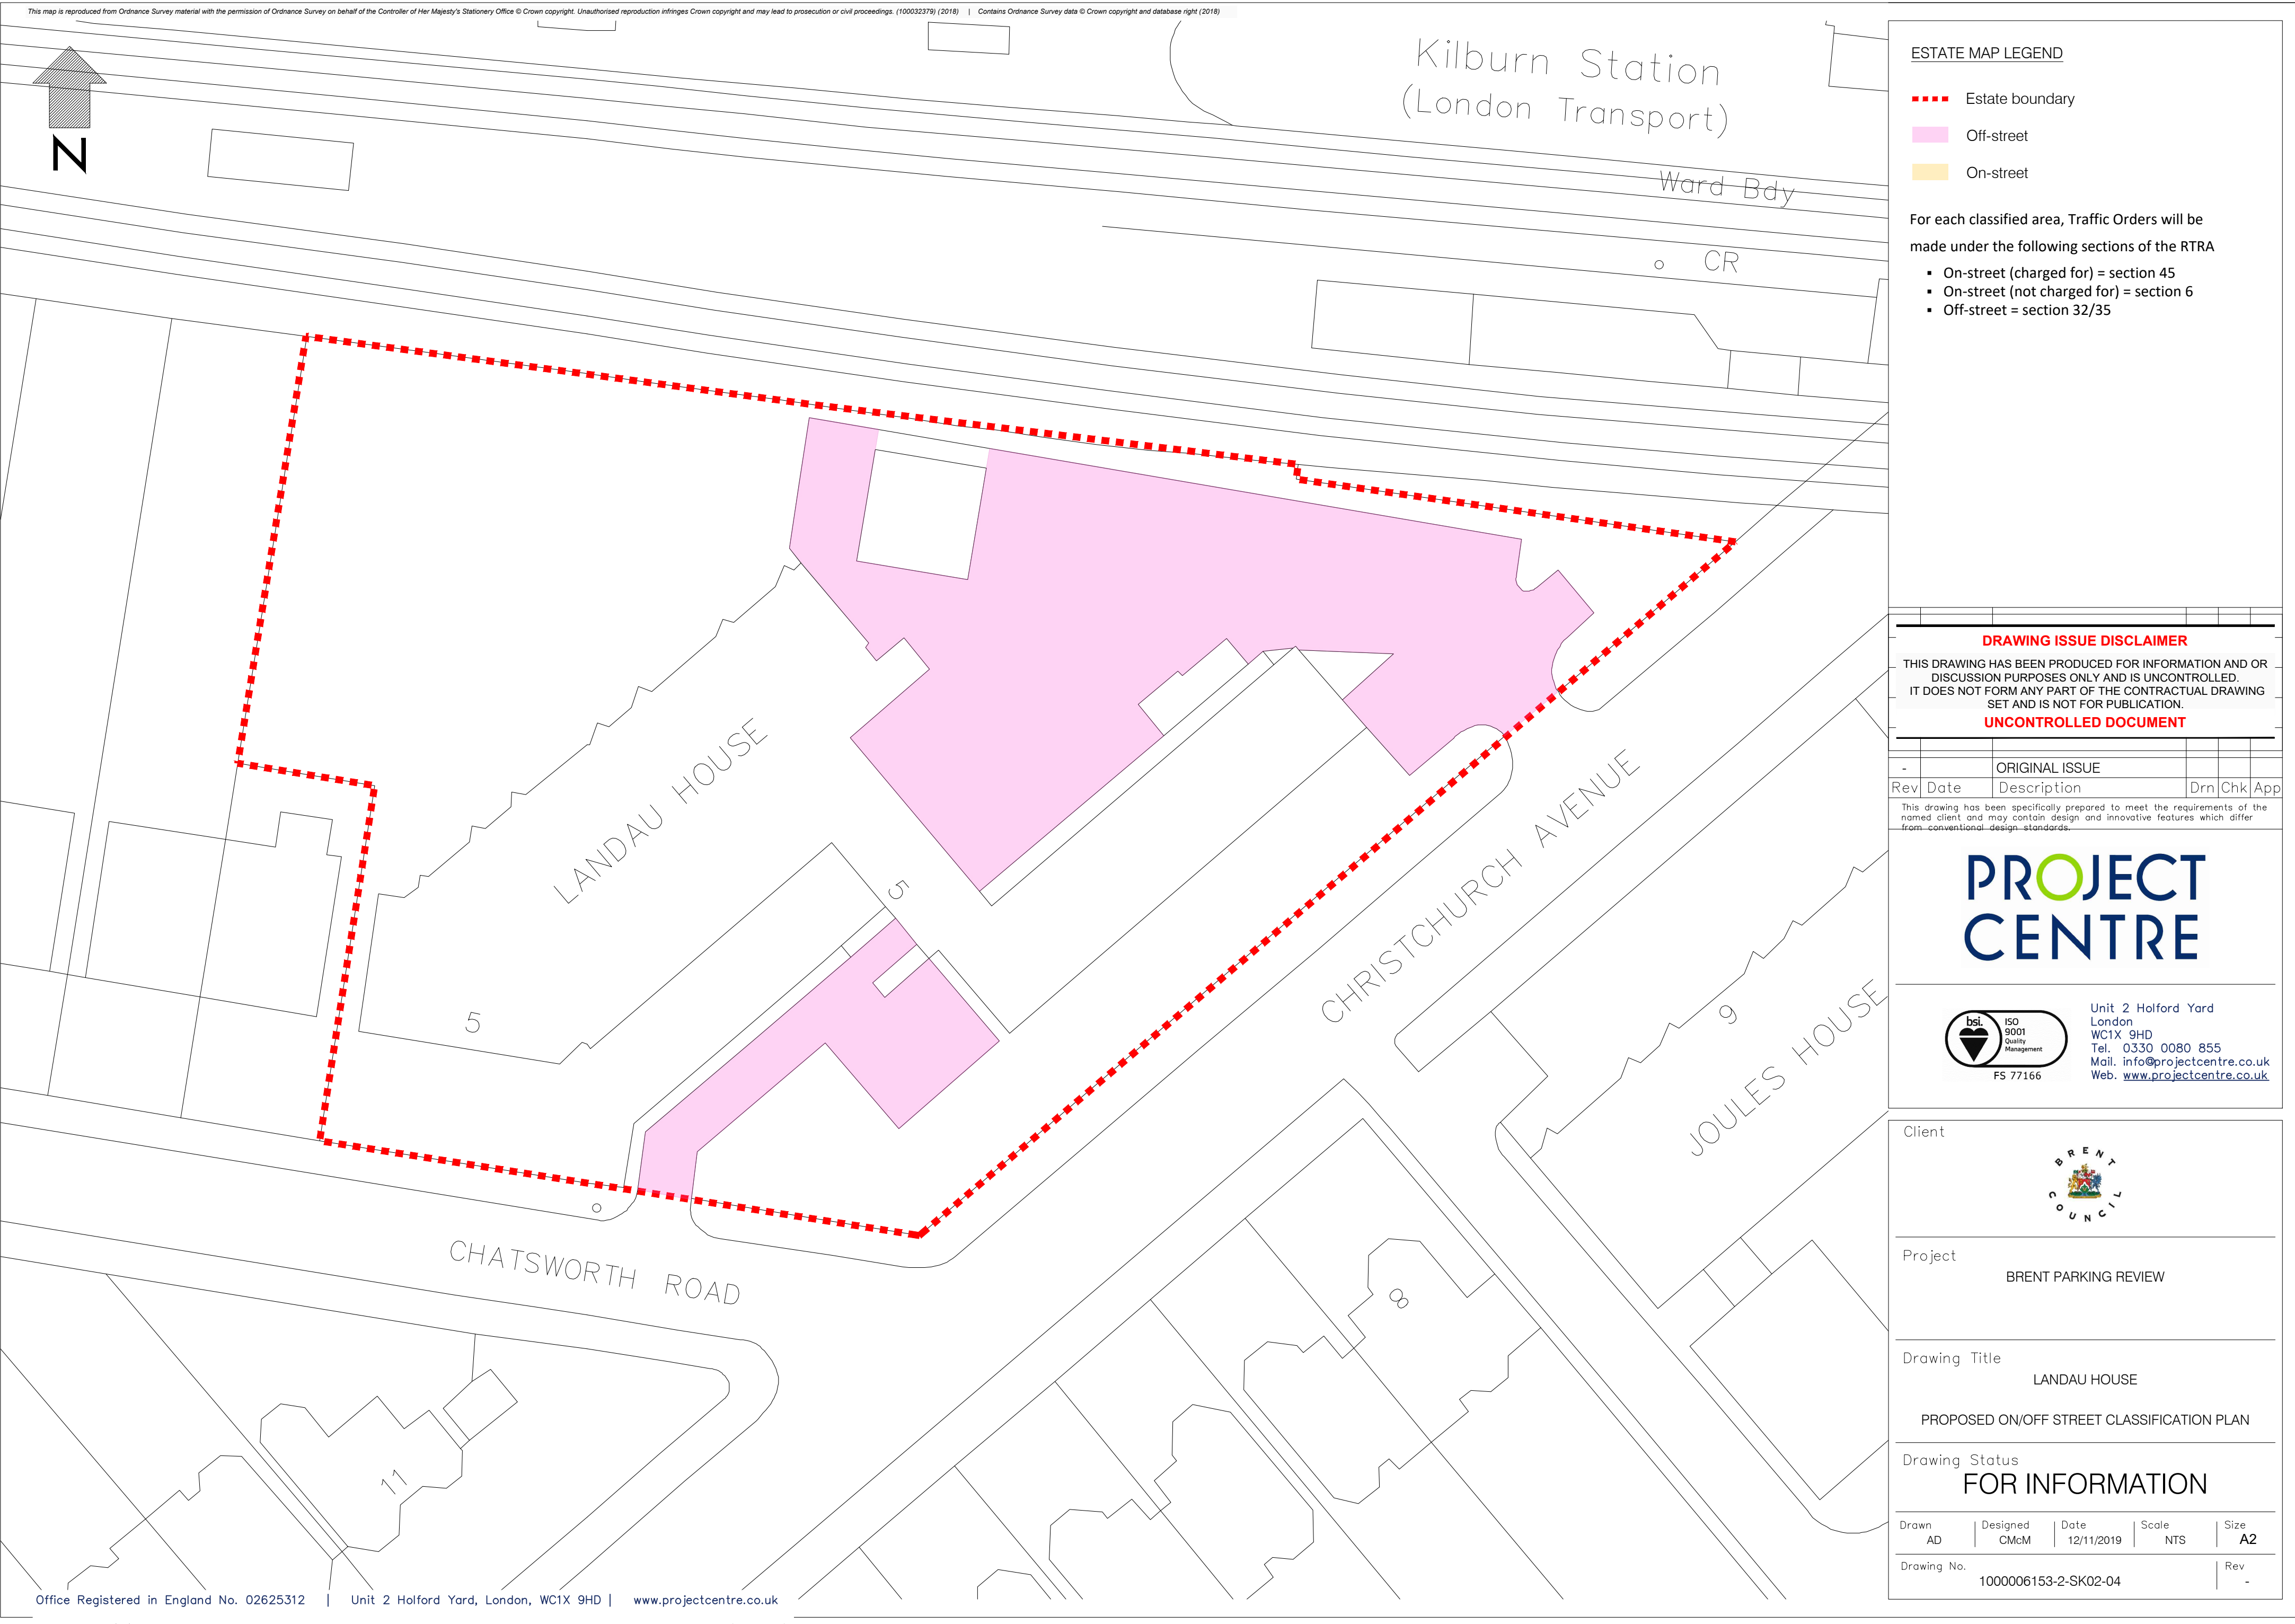 This map is reproduced from Ordnance Survey material with the permission of Ordnance Survey on behalf of the Controller of Her Majesty's Stationery Office © Crown copyright. Unauthorised reproduction infringes Crown copyright and may lead to prosecution or civil proceedings. (100032379) (2018) | Contains Ordnance Survey data © Crown copyright and database right (2018)
N
Kilburn Station
(London Transport)
Ward Bdy
CR
LANDAU HOUSE
5
5
CHRISTCHURCH AVENUE
9
JOULES HOUSE
CHATSWORTH ROAD
8
11
Office Registered in England No. 02625312 | Unit 2 Holford Yard, London, WC1X 9HD | www.projectcentre.co.uk
ESTATE MAP LEGEND
Estate boundary
Off-street
On-street
For each classified area, Traffic Orders will be
made under the following sections of the RTRA
▪ On-street (charged for) = section 45
▪ On-street (not charged for) = section 6
▪ Off-street = section 32/35
DRAWING ISSUE DISCLAIMER
THIS DRAWING HAS BEEN PRODUCED FOR INFORMATION AND OR
DISCUSSION PURPOSES ONLY AND IS UNCONTROLLED.
IT DOES NOT FORM ANY PART OF THE CONTRACTUAL DRAWING
SET AND IS NOT FOR PUBLICATION.
UNCONTROLLED DOCUMENT
- ORIGINAL ISSUE
Rev Date Description Drn Chk App
This drawing has been specifically prepared to meet the requirements of the
named client and may contain design and innovative features which differ
from conventional design standards.
PROJECT
CENTRE
bsi.
ISO
9001
Quality
Management
FS 77166
Unit 2 Holford Yard
London
WC1X 9HD
Tel. 0330 0080 855
Mail. info@projectcentre.co.uk
Web. www.projectcentre.co.uk
Client
BRENT
COUNCIL
Project
BRENT PARKING REVIEW
Drawing Title
LANDAU HOUSE
PROPOSED ON/OFF STREET CLASSIFICATION PLAN
Drawing Status
FOR INFORMATION
Drawn Designed Date Scale Size
AD CMcM 12/11/2019 NTS A2
Drawing No. Rev
1000006153-2-SK02-04 -